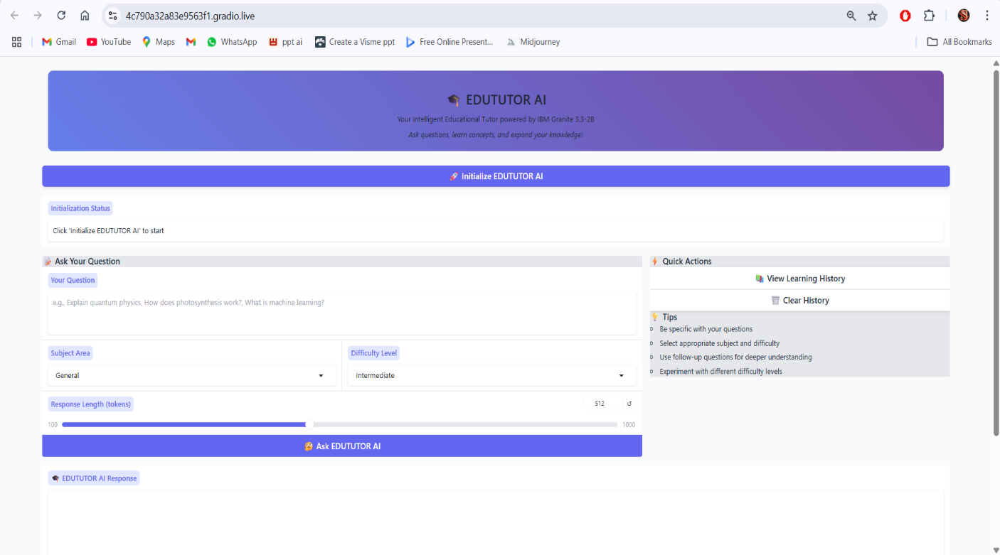 4c790a32a83e9563f1.gradio.live
Gmail YouTube Maps WhatsApp ppt ai Create a Visme ppt Free Online Present... Midjourney All Bookmarks
🎓 EDUTUTOR AI
Your Intelligent Educational Tutor powered by IBM Granite 3.3-2B
Ask questions, learn concepts, and expand your knowledge!
🚀 Initialize EDUTUTOR AI
Initialization Status
Click 'Initialize EDUTUTOR AI' to start
Ask Your Question
Your Question
e.g., Explain quantum physics, How does photosynthesis work?, What is machine learning?
Subject Area
General
Difficulty Level
Intermediate
Response Length (tokens)
512
100
1000
🤔 Ask EDUTUTOR AI
⚡ Quick Actions
📚 View Learning History
🗑️ Clear History
💡 Tips
Be specific with your questions
Select appropriate subject and difficulty
Use follow-up questions for deeper understanding
Experiment with different difficulty levels
🎓 EDUTUTOR AI Response